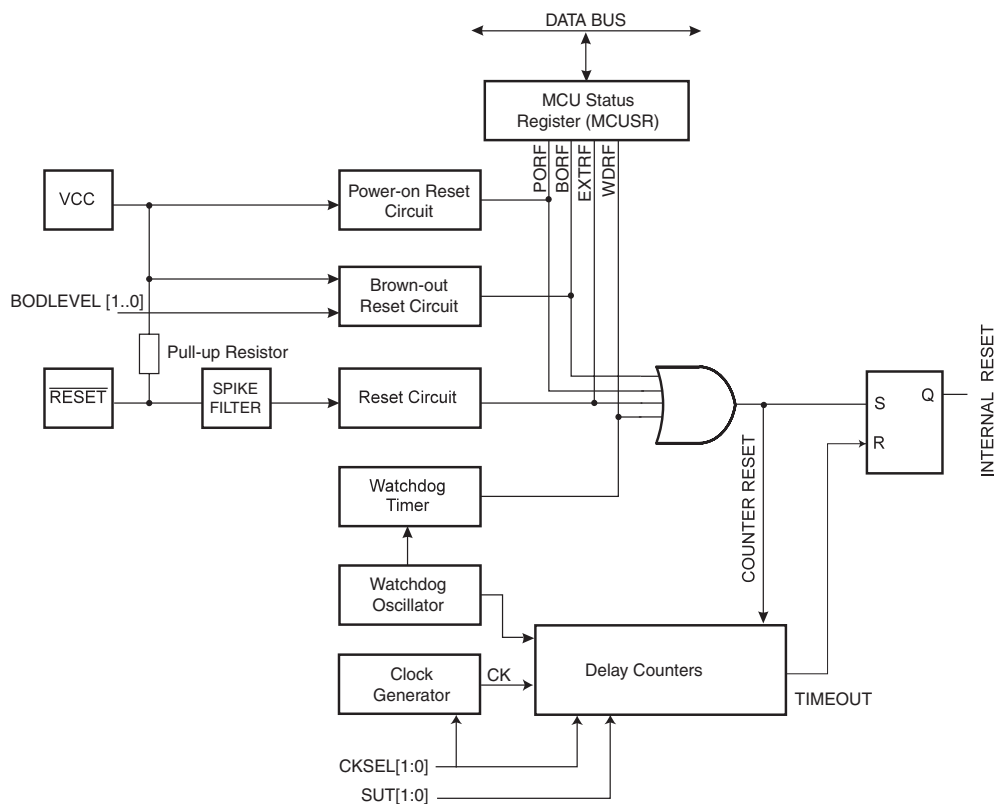 DATA BUS
MCU Status
Register (MCUSR)
PORF
BORF
EXTRF
WDRF
VCC
Power-on Reset
Circuit
Brown-out
Reset Circuit
BODLEVEL [1..0]
Pull-up Resistor
RESET
SPIKE
FILTER
Reset Circuit
S
Q
R
INTERNAL RESET
Watchdog
Timer
COUNTER RESET
Watchdog
Oscillator
Clock
Generator
CK
Delay Counters
TIMEOUT
CKSEL[1:0]
SUT[1:0]